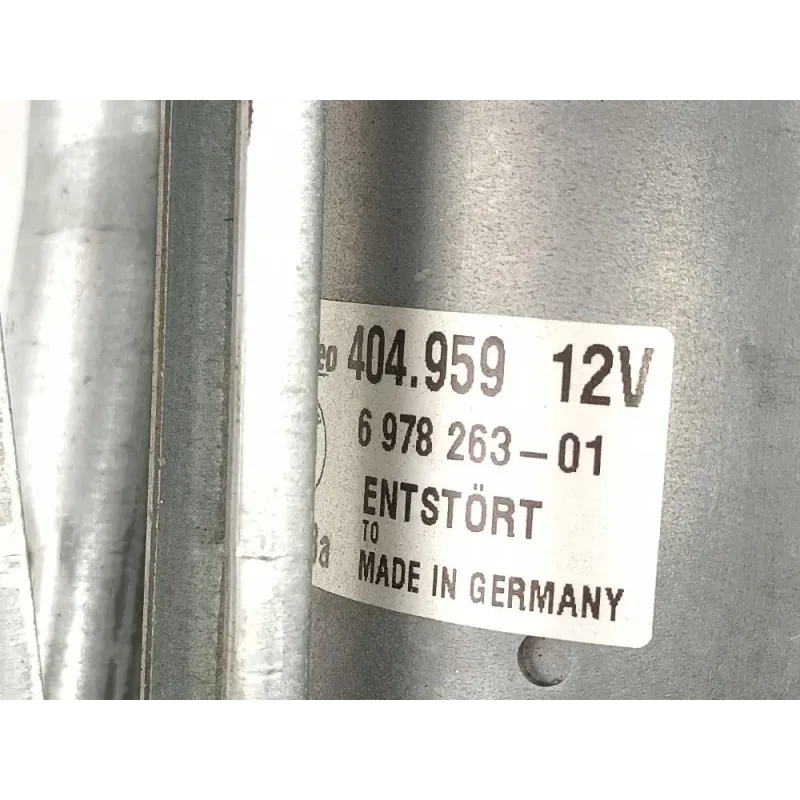 404.959 12V
6 978 263-01
ENTSTÖRT
TO
MADE IN GERMANY